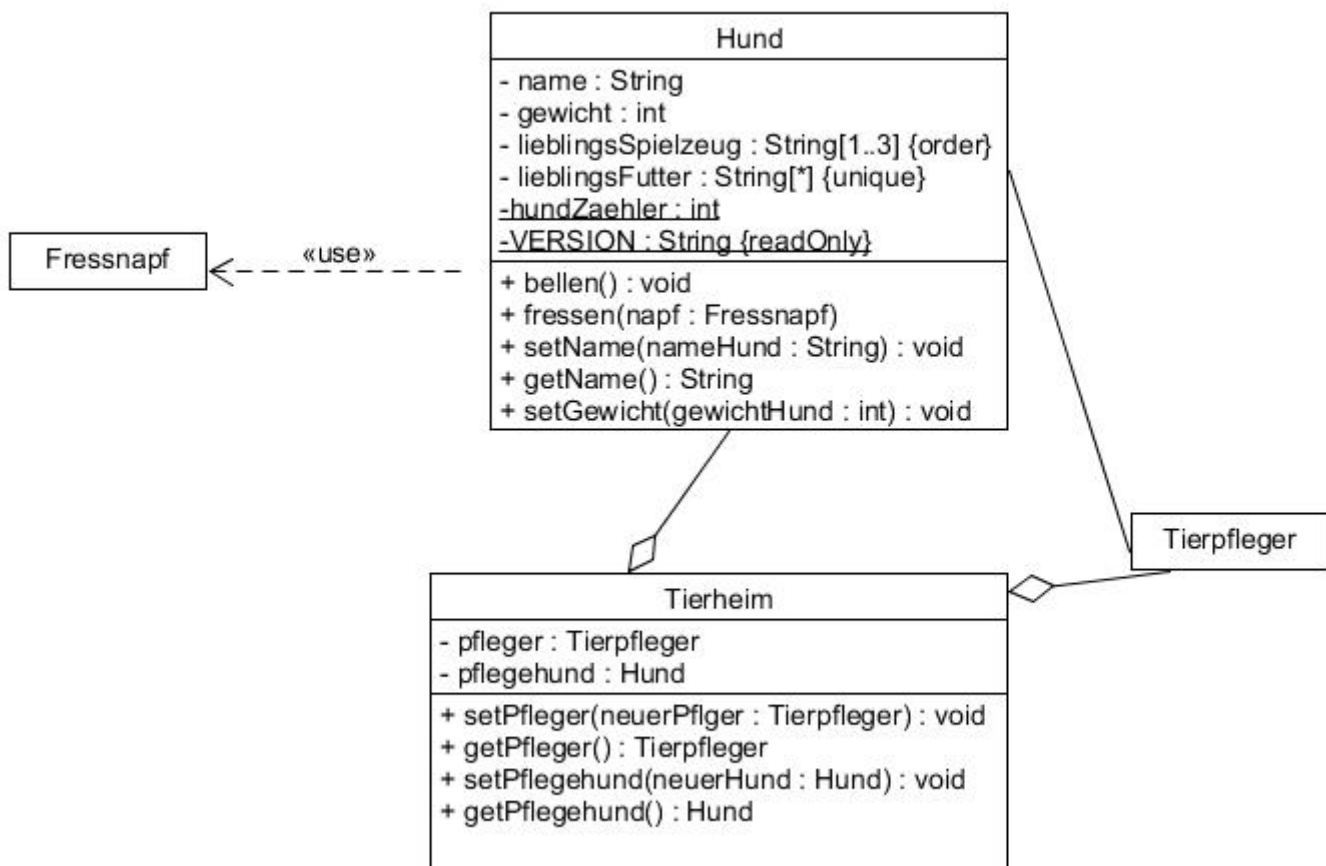 Hund
- name : String
- gewicht : int
- lieblingsSpielzeug : String[1..3] {order}
- lieblingsFutter : String[*] {unique}
-hundZaehler : int
-VERSION : String {readOnly}
+ bellen() : void
+ fressen(napf : Fressnapf)
+ setName(nameHund : String) : void
+ getName() : String
+ setGewicht(gewichtHund : int) : void
Fressnapf
«use»
Tierpfleger
Tierheim
- pfleger : Tierpfleger
- pflegehund : Hund
+ setPfleger(neuerPflger : Tierpfleger) : void
+ getPfleger() : Tierpfleger
+ setPflegehund(neuerHund : Hund) : void
+ getPflegehund() : Hund